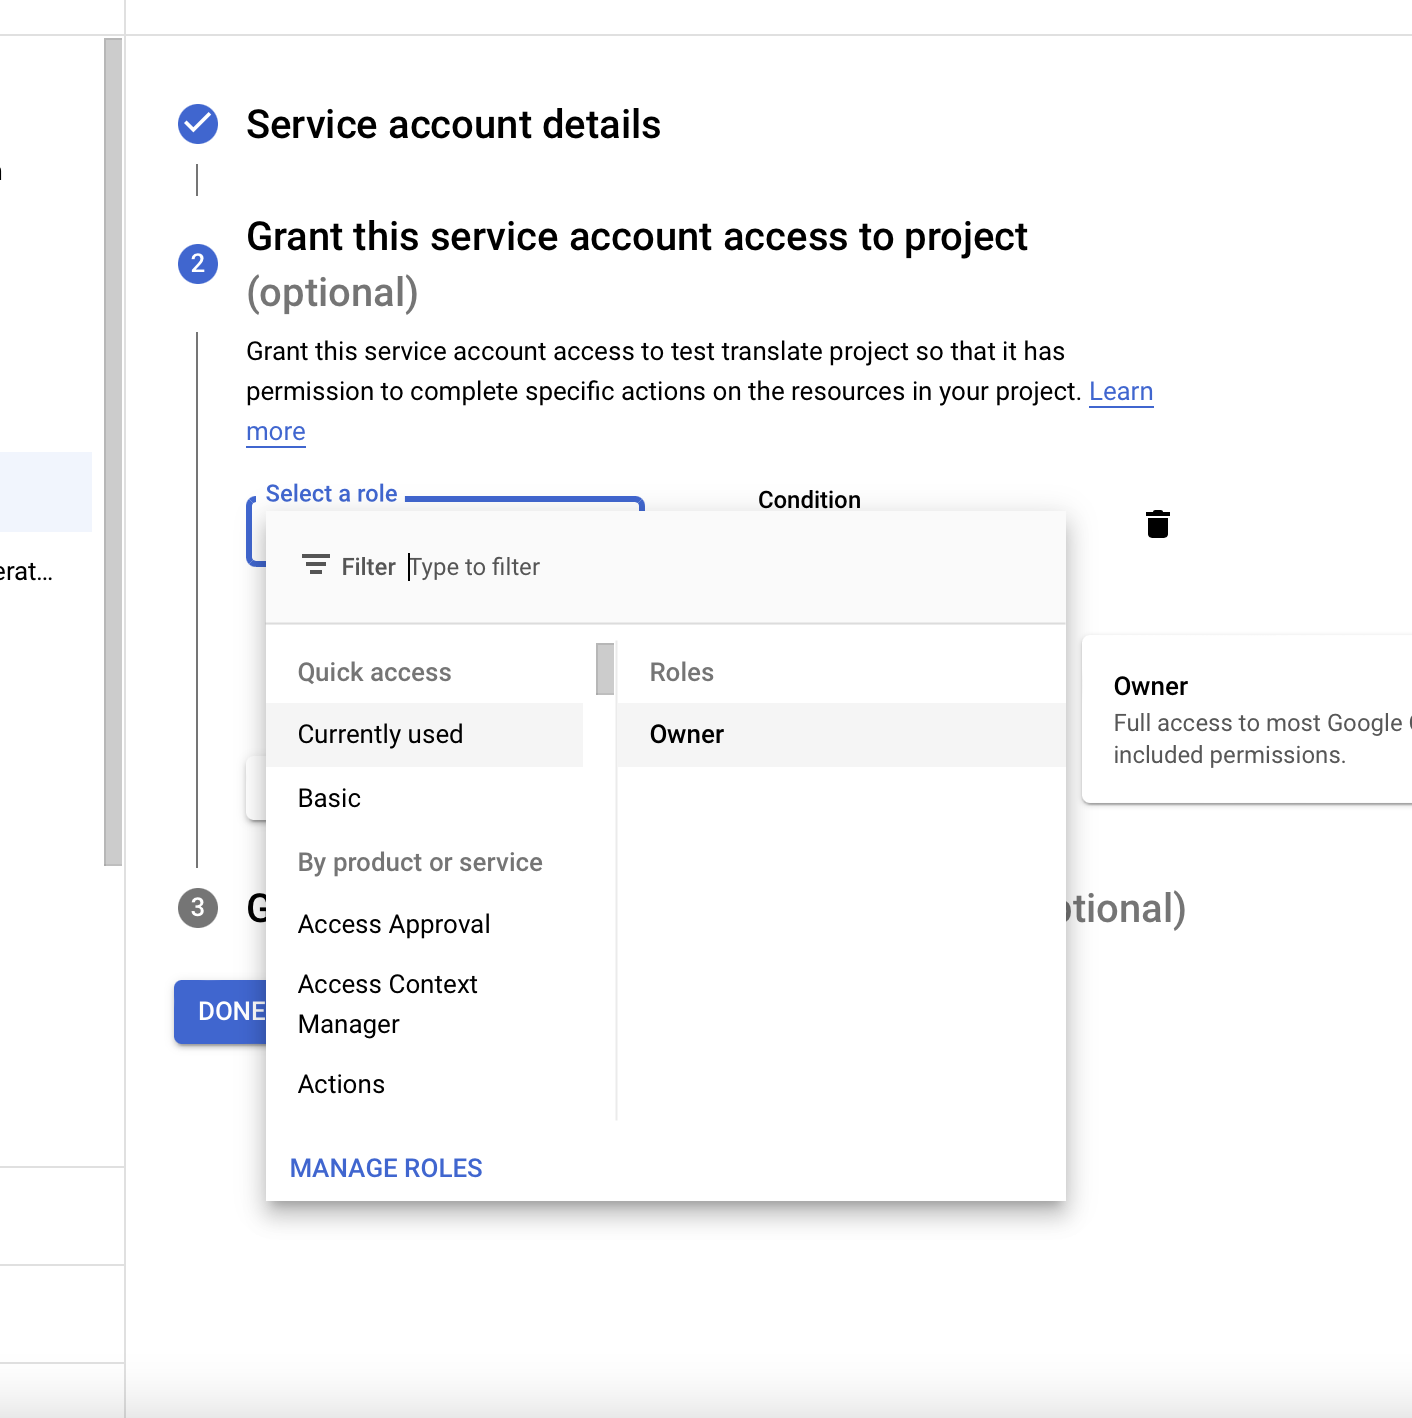 Service account details
2
Grant this service account access to project
(optional)
Grant this service account access to test translate project so that it has
permission to complete specific actions on the resources in your project. Learn
more
erat...
Select a role
Condition
Filter Type to filter
Quick access
Roles
Currently used
Owner
Basic
By product or service
Access Approval
Access Context
Manager
Actions
MANAGE ROLES
Owner
Full access to most Google
included permissions.
3
DONE